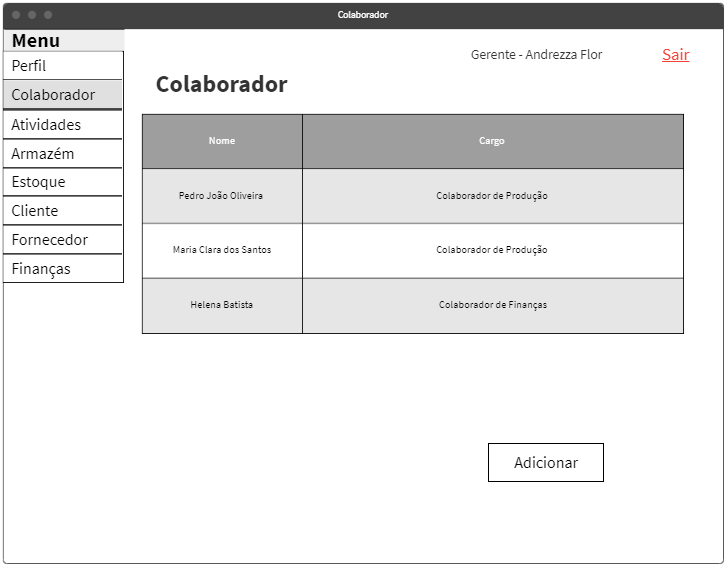 Colaborador
Menu
Gerente - Andrezza Flor
Sair
Perfil
Colaborador
Atividades
Armazém
Estoque
Cliente
Fornecedor
Finanças
Colaborador
Nome Cargo
Pedro João Oliveira Colaborador de Produção
Maria Clara dos Santos Colaborador de Produção
Helena Batista Colaborador de Finanças
Adicionar